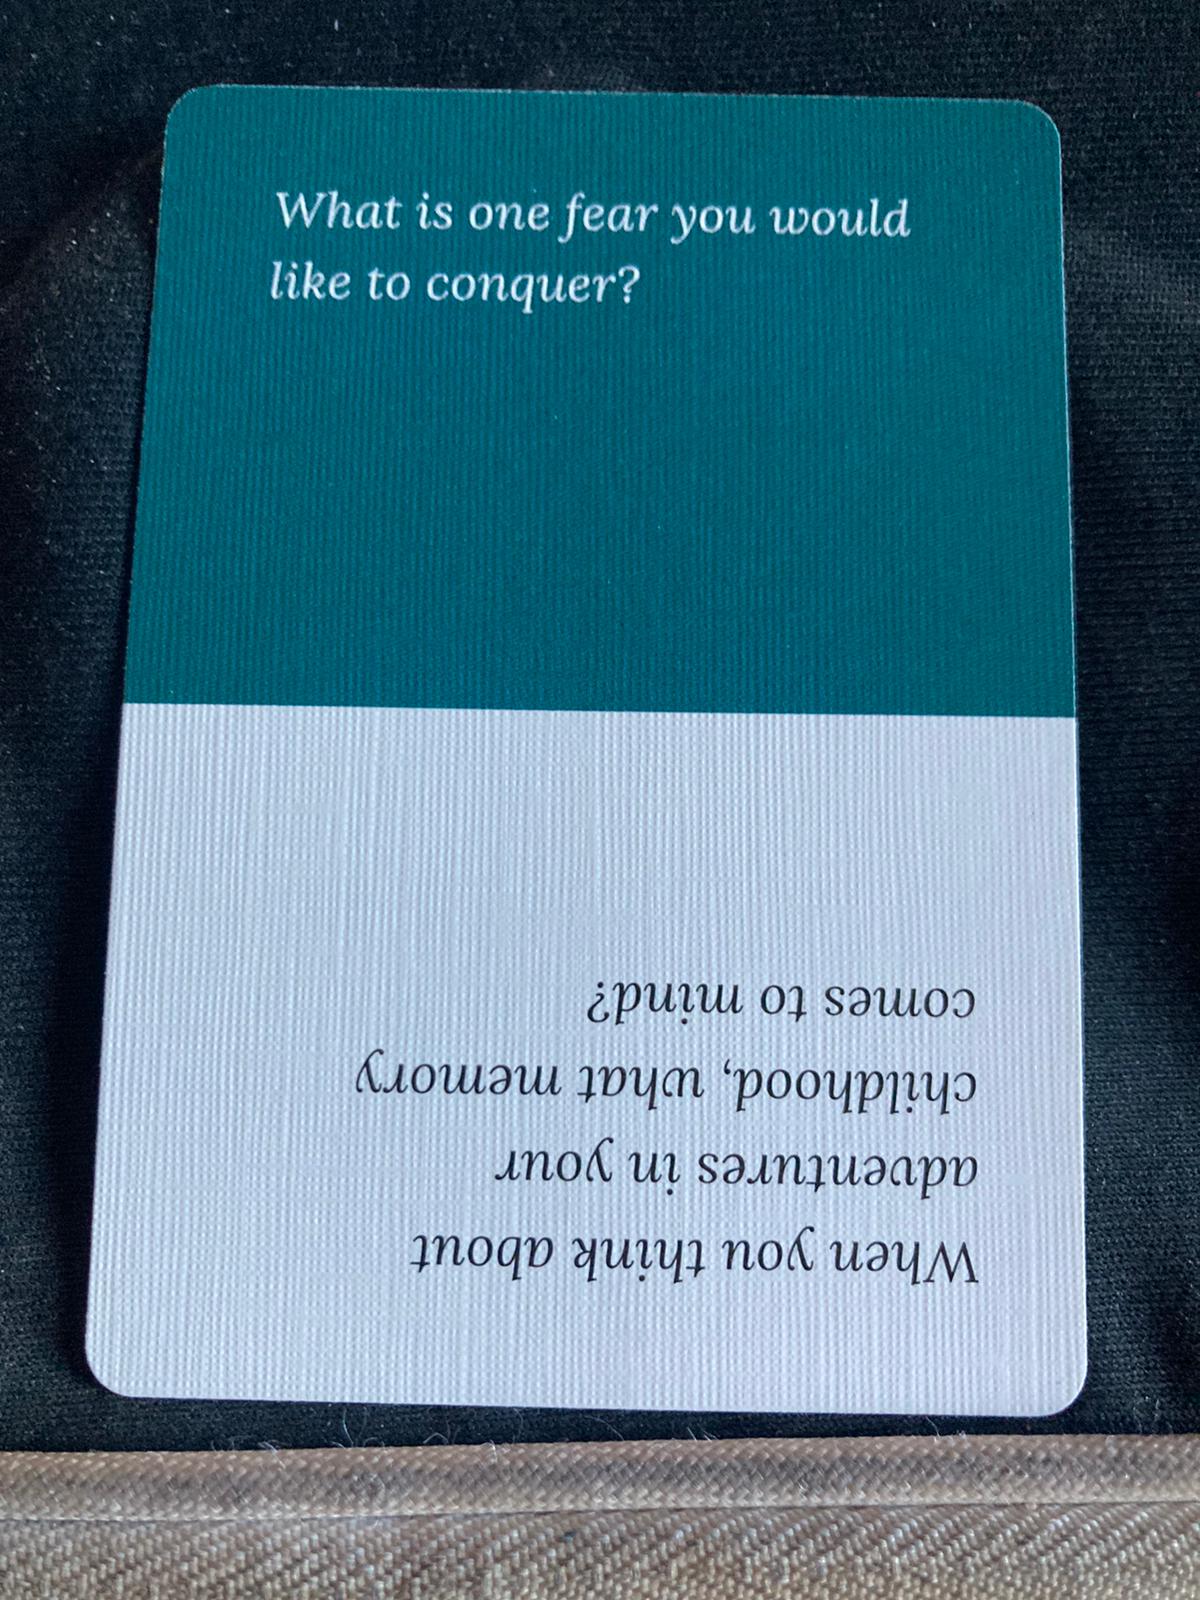 What is one fear you would
like to conquer?
When you think about
adventures in your
childhood, what memory
comes to mind?